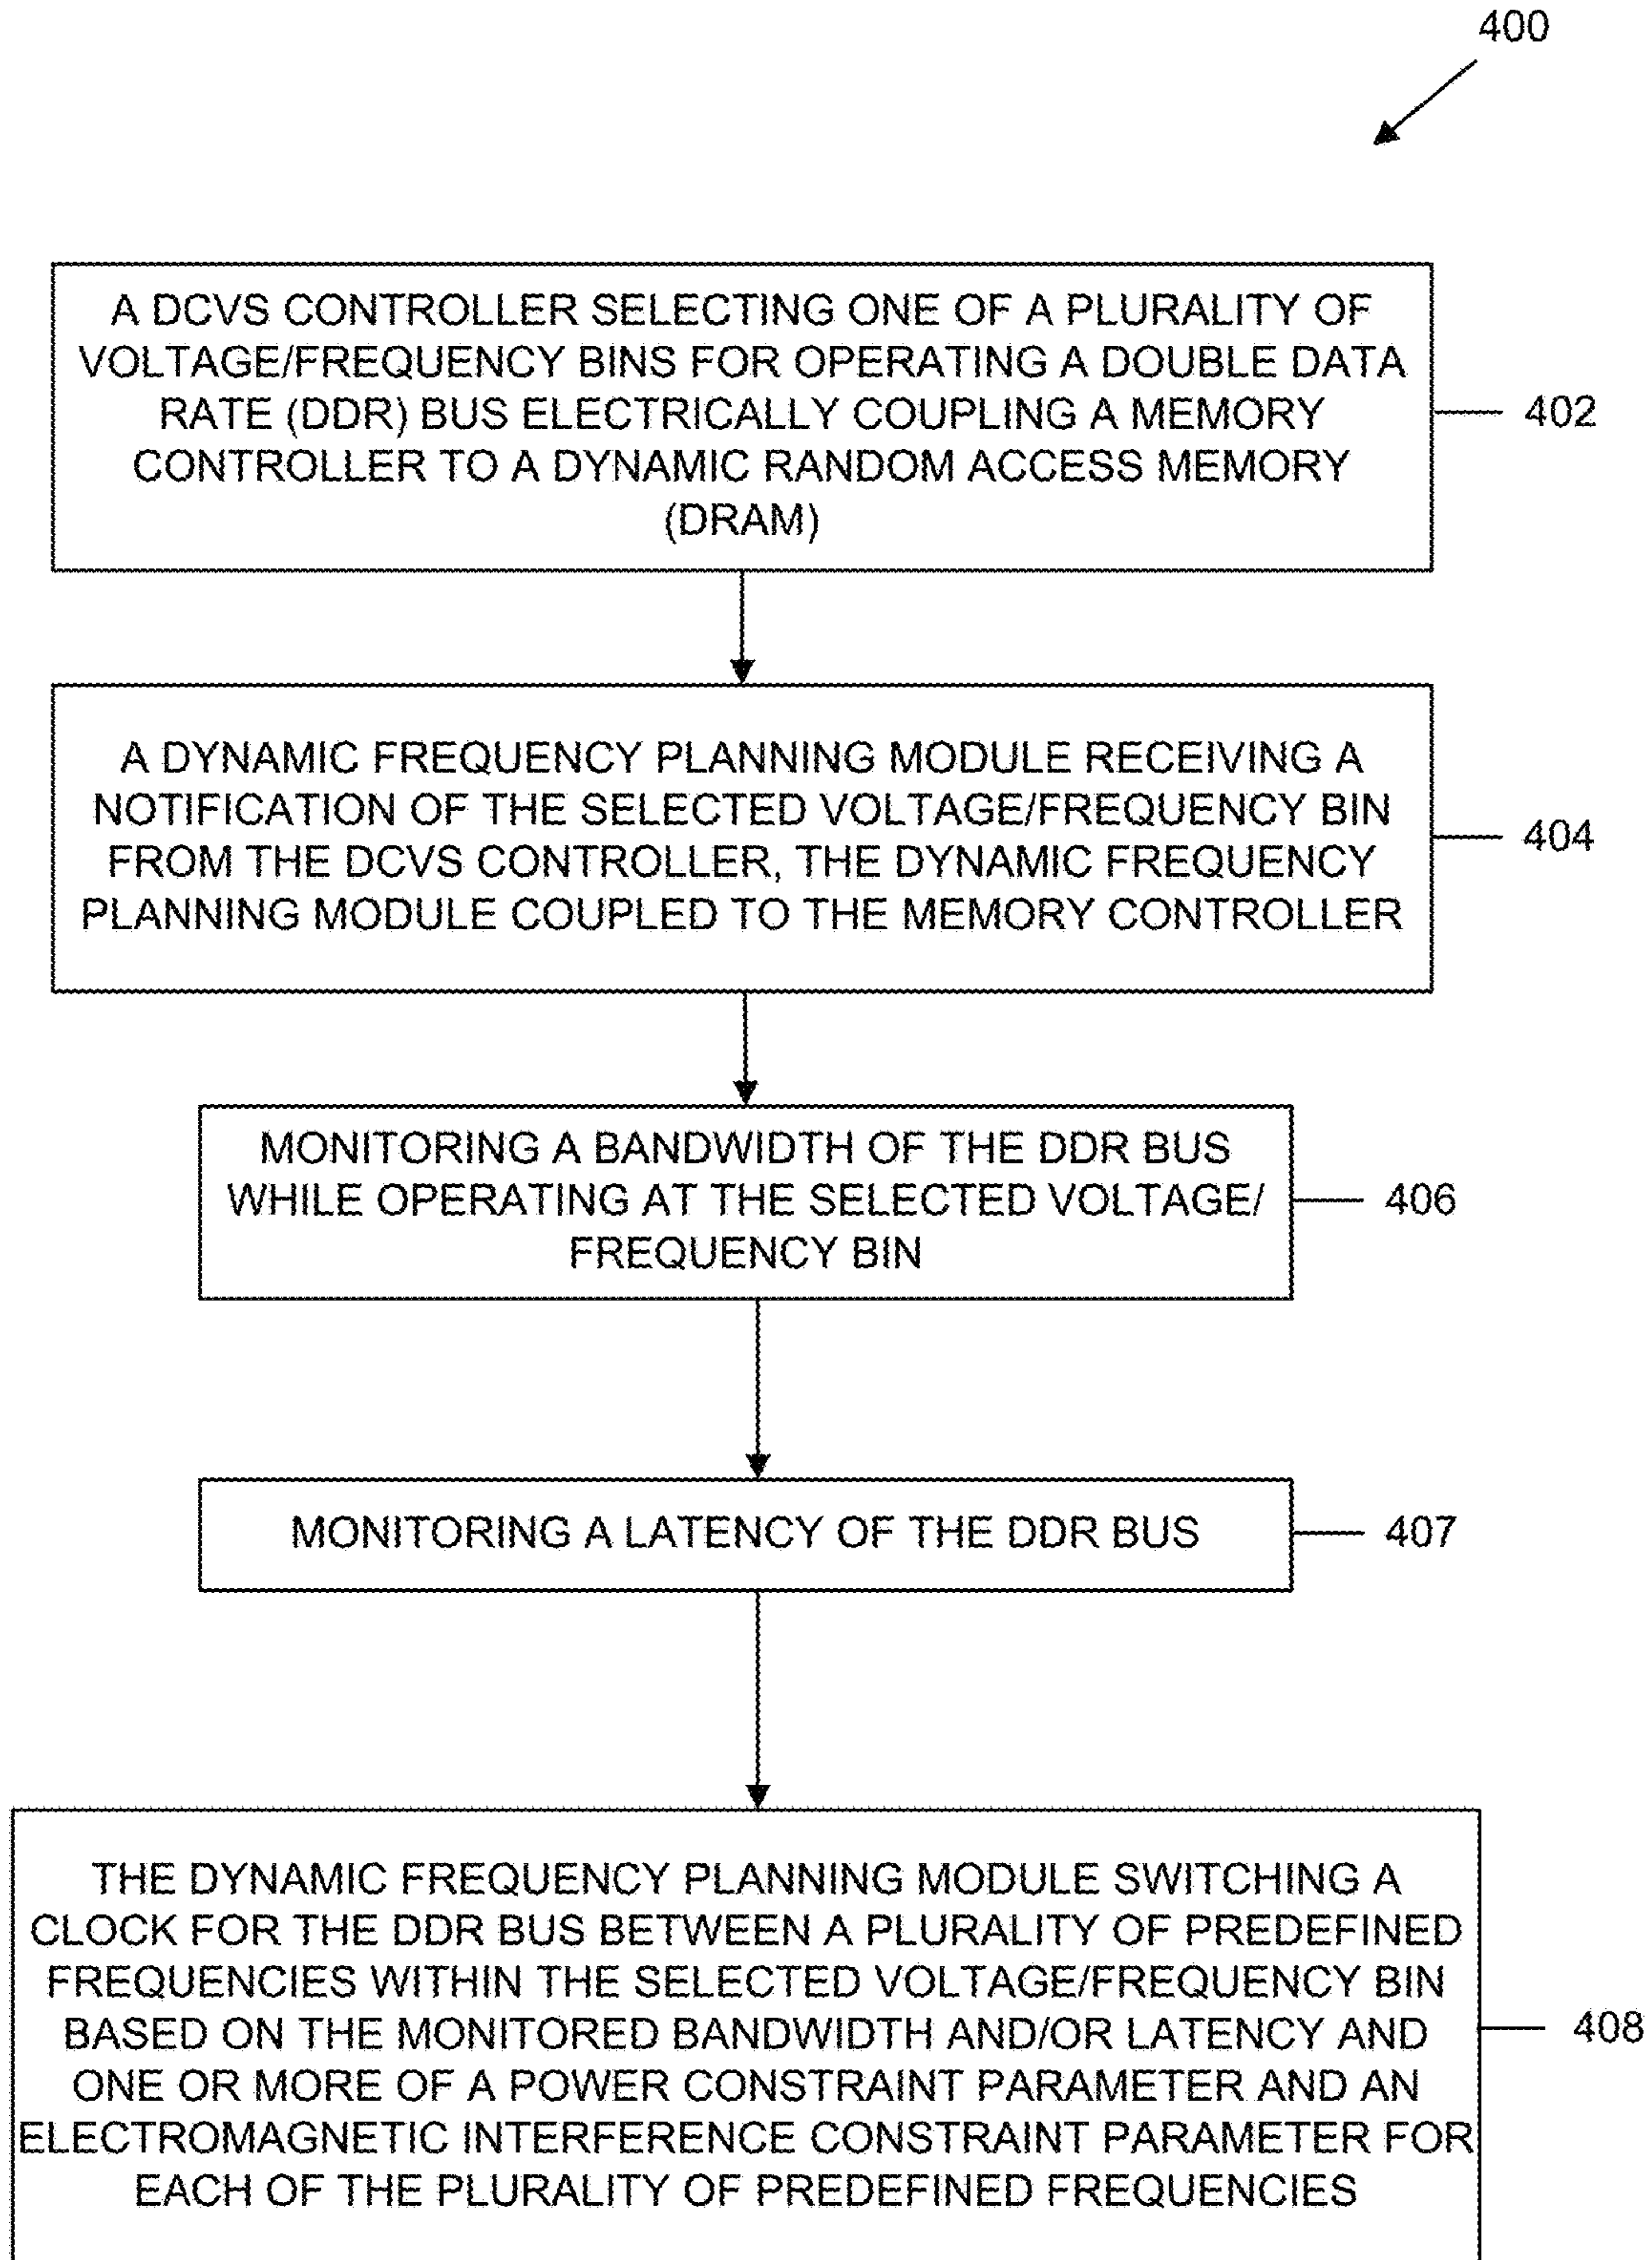 400
A DCVS CONTROLLER SELECTING ONE OF A PLURALITY OF
VOLTAGE/FREQUENCY BINS FOR OPERATING A DOUBLE DATA
RATE (DDR) BUS ELECTRICALLY COUPLING A MEMORY
CONTROLLER TO A DYNAMIC RANDOM ACCESS MEMORY
(DRAM)
402
A DYNAMIC FREQUENCY PLANNING MODULE RECEIVING A
NOTIFICATION OF THE SELECTED VOLTAGE/FREQUENCY BIN
FROM THE DCVS CONTROLLER, THE DYNAMIC FREQUENCY
PLANNING MODULE COUPLED TO THE MEMORY CONTROLLER
404
MONITORING A BANDWIDTH OF THE DDR BUS
WHILE OPERATING AT THE SELECTED VOLTAGE/
FREQUENCY BIN
406
MONITORING A LATENCY OF THE DDR BUS
407
THE DYNAMIC FREQUENCY PLANNING MODULE SWITCHING A
CLOCK FOR THE DDR BUS BETWEEN A PLURALITY OF PREDEFINED
FREQUENCIES WITHIN THE SELECTED VOLTAGE/FREQUENCY BIN
BASED ON THE MONITORED BANDWIDTH AND/OR LATENCY AND
ONE OR MORE OF A POWER CONSTRAINT PARAMETER AND AN
ELECTROMAGNETIC INTERFERENCE CONSTRAINT PARAMETER FOR
EACH OF THE PLURALITY OF PREDEFINED FREQUENCIES
408